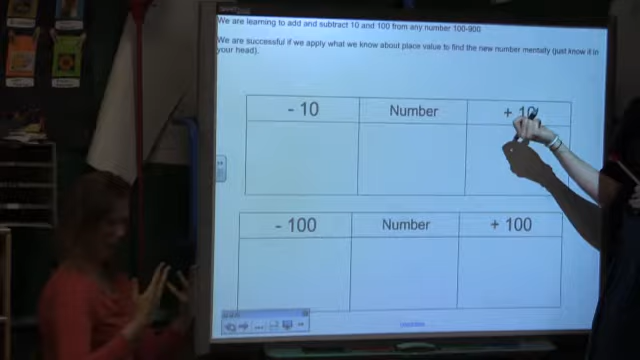 We are learning to add and subtract 10 and 100 from any number 100-900
We are successful if we apply what we know about place value to find the new number mentally (just know it in
your head).
- 10 Number + 10
- 100 Number + 100